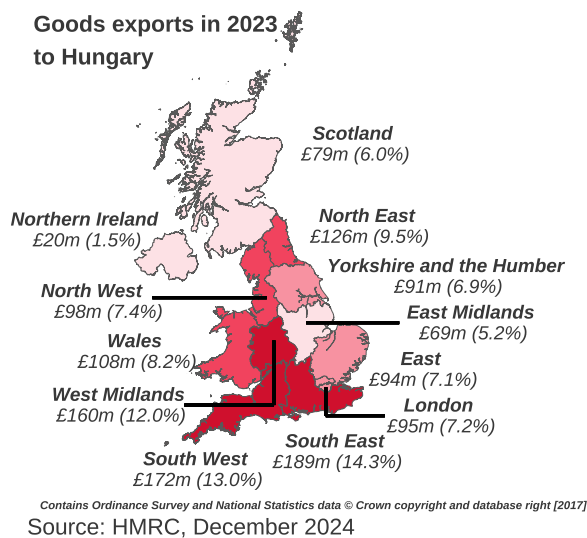 Goods exports in 2023
to Hungary
Scotland
£79m (6.0%)
Northern Ireland
£20m (1.5%)
North East
£126m (9.5%)
Yorkshire and the Humber
£91m (6.9%)
North West
£98m (7.4%)
East Midlands
£69m (5.2%)
Wales
£108m (8.2%)
East
£94m (7.1%)
West Midlands
£160m (12.0%)
London
£95m (7.2%)
South East
£189m (14.3%)
South West
£172m (13.0%)
Contains Ordinance Survey and National Statistics data © Crown copyright and database right [2017]
Source: HMRC, December 2024